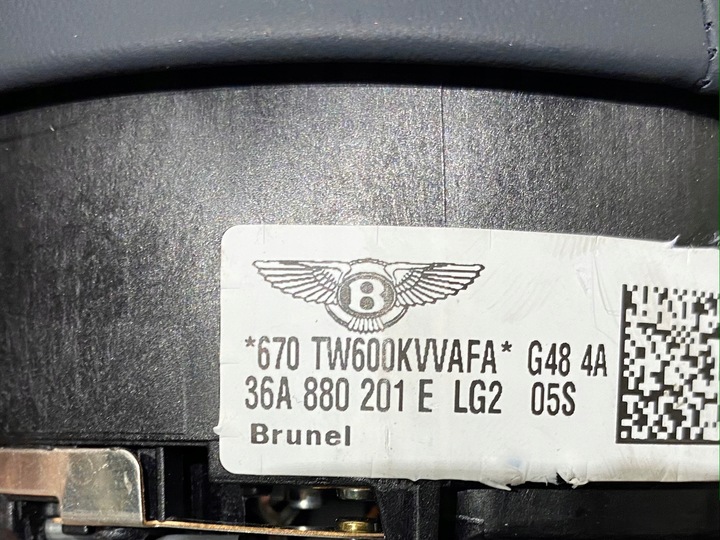 B
*670 TW600KVVAFA* G48 4A
36A 880 201 E LG2 05S
Brunel